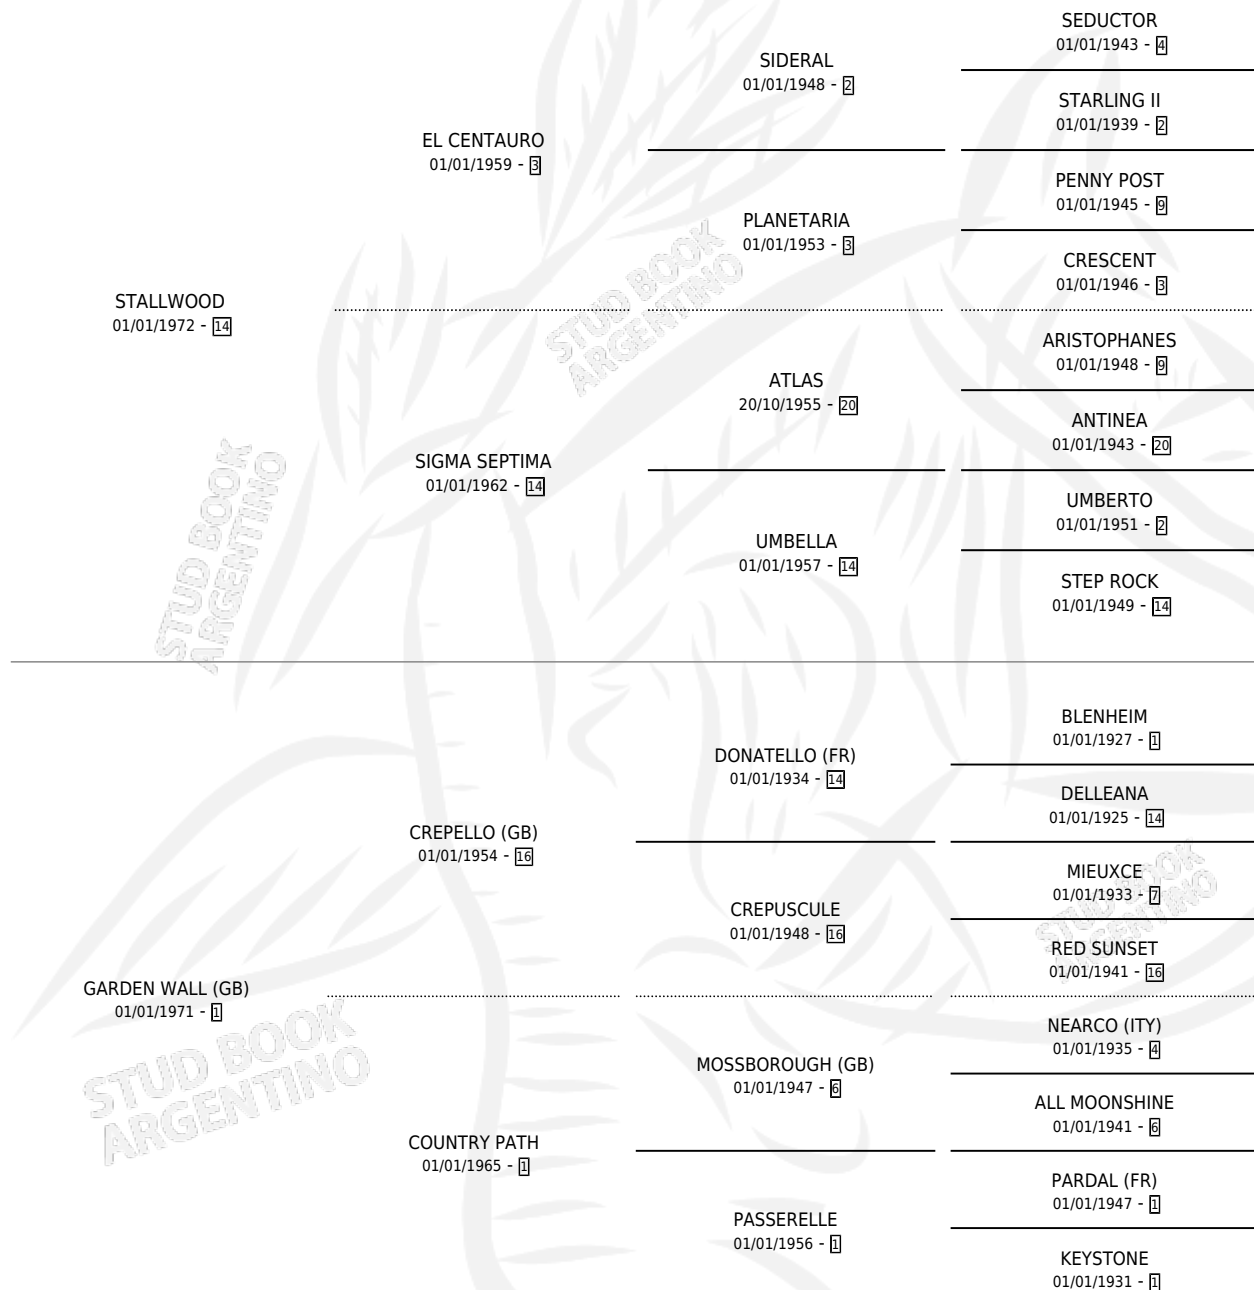 SEDUCTOR
01/01/1943 - 4
SIDERAL
01/01/1948 - 2
STARLING II
01/01/1939 - 2
EL CENTAURO
01/01/1959 - 3
PENNY POST
01/01/1945 - 9
PLANETARIA
01/01/1953 - 3
CRESCENT
01/01/1946 - 3
STALLWOOD
01/01/1972 - 14
STUD BOOK
ARGENTINO
ARISTOPHANES
01/01/1948 - 9
ATLAS
20/10/1955 - 20
ANTINEA
01/01/1943 - 20
SIGMA SEPTIMA
01/01/1962 - 14
UMBERTO
01/01/1951 - 2
UMBELLA
01/01/1957 - 14
STEP ROCK
01/01/1949 - 14
STUD BOOK
ARGENTINO
BLENHEIM
01/01/1927 - 1
DONATELLO (FR)
01/01/1934 - 14
DELLEANA
01/01/1925 - 14
CREPELLO (GB)
01/01/1954 - 16
MIEUXCE
01/01/1933 - 7
CREPUSCULE
01/01/1948 - 16
RED SUNSET
01/01/1941 - 16
STUD BOOK
ARGENTINO
GARDEN WALL (GB)
01/01/1971 - 1
NEARCO (ITY)
01/01/1935 - 4
MOSSBOROUGH (GB)
01/01/1947 - 6
ALL MOONSHINE
01/01/1941 - 6
STUD BOOK
ARGENTINO
COUNTRY PATH
01/01/1965 - 1
PARDAL (FR)
01/01/1947 - 1
PASSERELLE
01/01/1956 - 1
KEYSTONE
01/01/1931 - 1